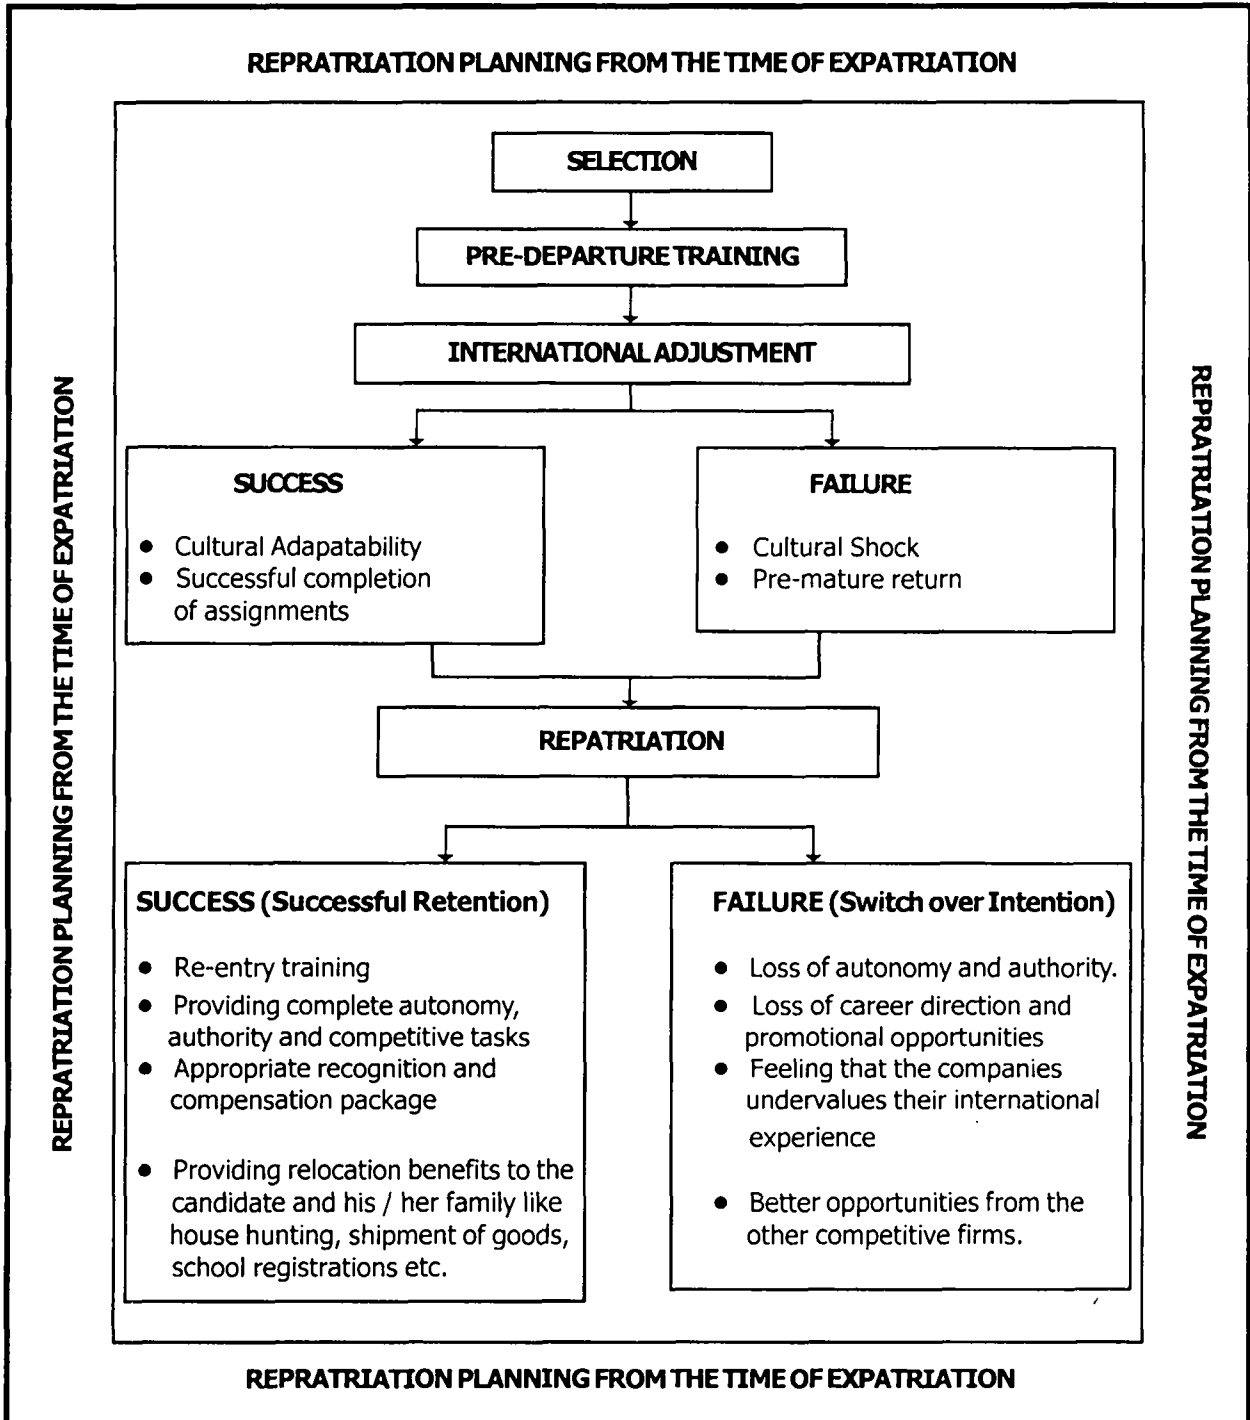 REPRATRIATION PLANNING FROM THE TIME OF EXPATRIATION
REPRATRIATION PLANNING FROM THE TIME OF EXPATRIATION
SELECTION
PRE-DEPARTURE TRAINING
INTERNATIONAL ADJUSTMENT
SUCCESS
● Cultural Adapatability
● Successful completion
of assignments
FAILURE
● Cultural Shock
● Pre-mature return
REPATRIATION
SUCCESS (Successful Retention)
● Re-entry training
● Providing complete autonomy,
authority and competitive tasks
● Appropriate recognition and
compensation package
● Providing relocation benefits to the
candidate and his / her family like
house hunting, shipment of goods,
school registrations etc.
FAILURE (Switch over Intention)
● Loss of autonomy and authority.
● Loss of career direction and
promotional opportunities
● Feeling that the companies
undervalues their international
experience
● Better opportunities from the
other competitive firms.
REPRATRIATION PLANNING FROM THE TIME OF EXPATRIATION
REPRATRIATION PLANNING FROM THE TIME OF EXPATRIATION